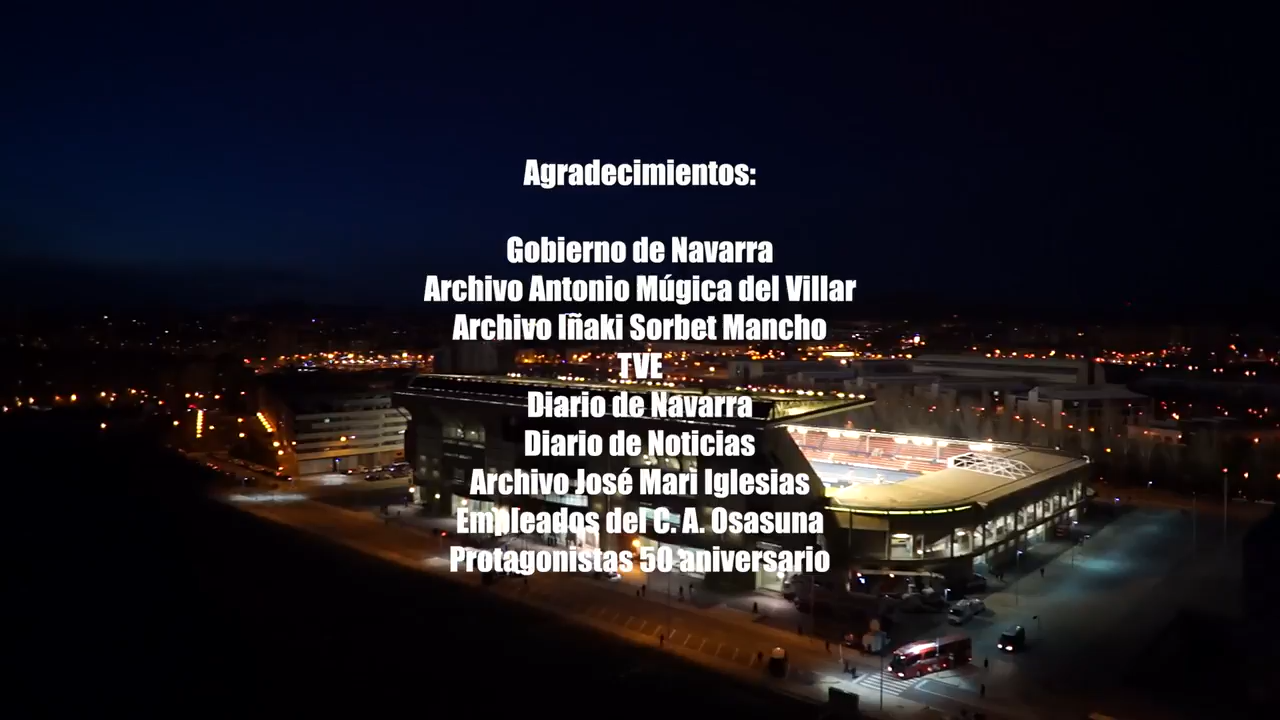 Agradecimientos:
Gobierno de Navarra
Archivo Antonio Múgica del Villar
Archivo Iñaki Sorbet Mancho
TVE
Diario de Navarra
Diario de Noticias
Archivo José Mari Iglesias
Empleados del C. A. Osasuna
Protagonistas 50 aniversario